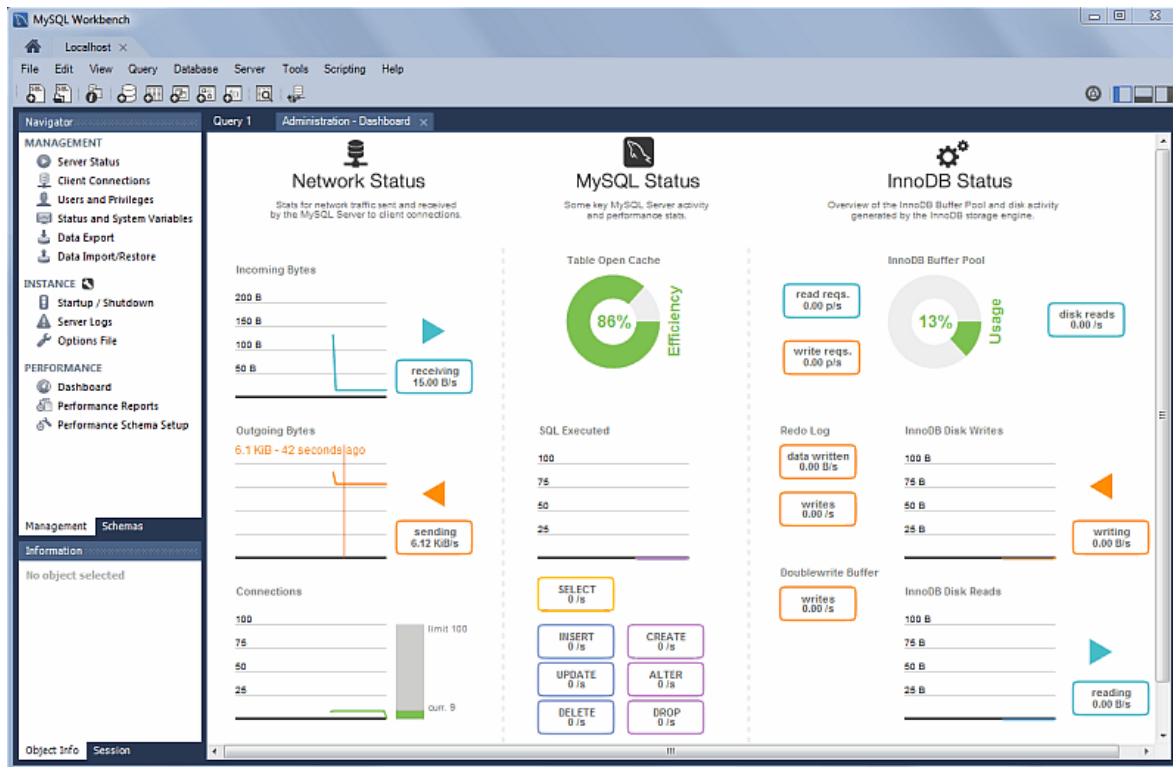 MySQL Workbench
Localhost
File Edit View Query Database Server Tools Scripting Help
Navigator
MANAGEMENT
Server Status
Client Connections
Users and Privileges
Status and System Variables
Data Export
Data Import/Restore
INSTANCE
Startup / Shutdown
Server Logs
Options File
PERFORMANCE
Dashboard
Performance Reports
Performance Schema Setup
Management Schemas
Information
No object selected
Object Info Session
Query 1 Administration - Dashboard
Network Status
Stats for network traffic sent and received
by the MySQL Server to client connections.
Incoming Bytes
200 B
150 B
100 B
50 B
receiving
15.00 B/s
Outgoing Bytes
6.1 KiB - 42 seconds ago
sending
6.12 KiB/s
Connections
100
75
50
25
limit 100
curr. 9
MySQL Status
Some key MySQL Server activity
and performance stats.
Table Open Cache
86%
Efficiency
SQL Executed
100
75
50
25
SELECT
0 /s
INSERT
0 /s
CREATE
0 /s
UPDATE
0 /s
ALTER
0 /s
DELETE
0 /s
DROP
0 /s
InnoDB Status
Overview of the InnoDB Buffer Pool and disk activity
generated by the InnoDB storage engine.
InnoDB Buffer Pool
read reqs.
0.00 p/s
write reqs.
0.00 p/s
13%
Usage
disk reads
0.00 /s
Redo Log
data written
0.00 B/s
writes
0.00 /s
Doublewrite Buffer
writes
0.00 /s
InnoDB Disk Writes
100 B
75 B
50 B
25 B
writing
0.00 B/s
InnoDB Disk Reads
100 B
75 B
50 B
25 B
reading
0.00 B/s